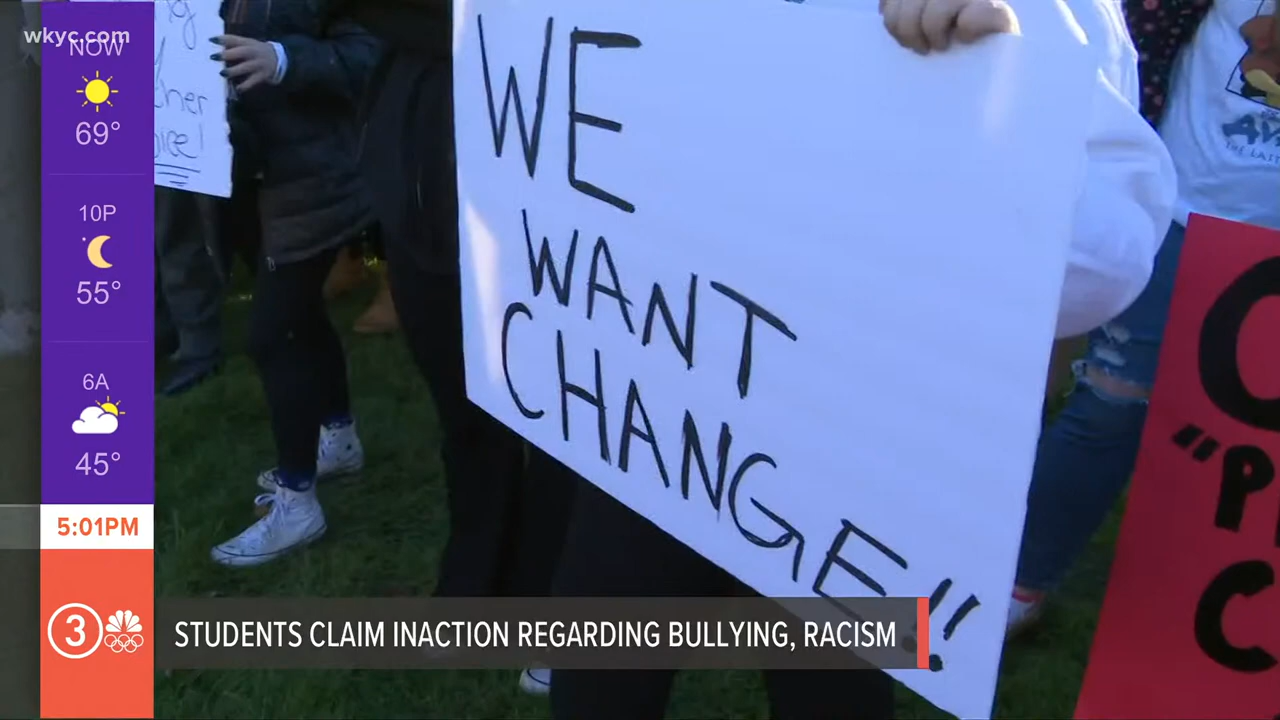 wkyc.com
NOW
69°
10P
55°
6A
45°
5:01PM
3
STUDENTS CLAIM INACTION REGARDING BULLYING, RACISM
WE
WANT
CHANGE!!